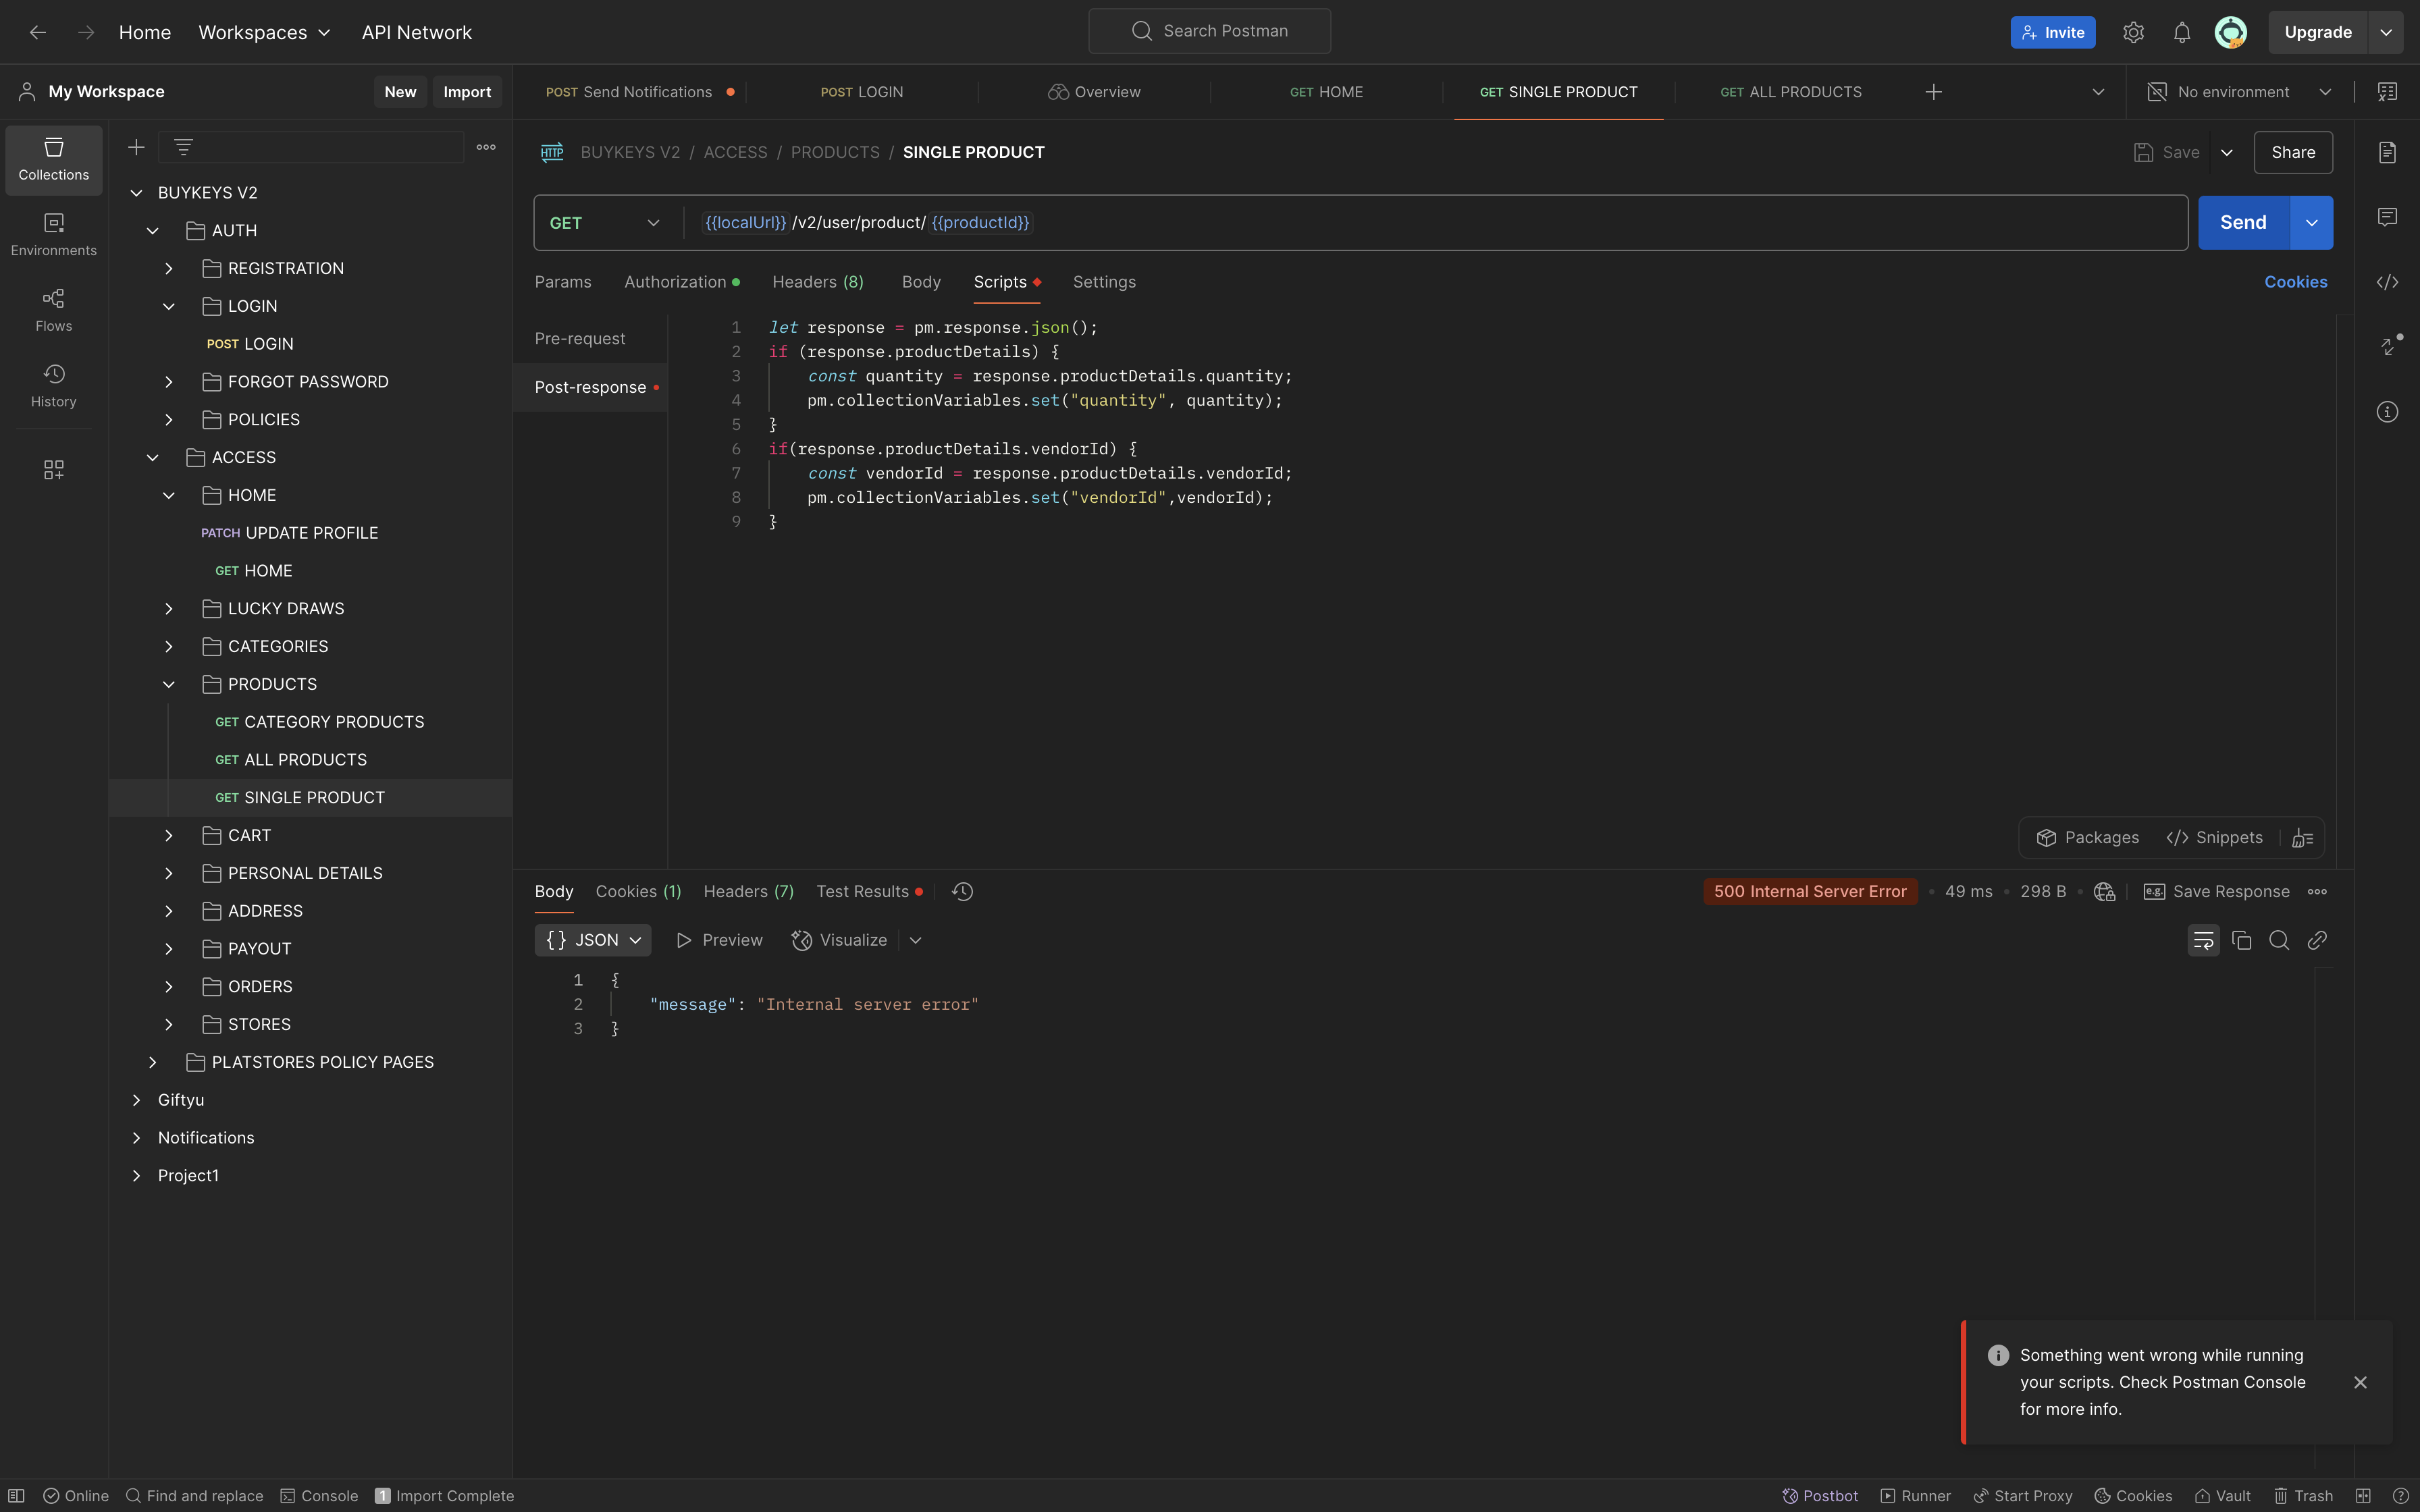 Home Workspaces API Network Search Postman Invite Upgrade
My Workspace New Import POST Send Notifications POST LOGIN Overview GET HOME GET SINGLE PRODUCT GET ALL PRODUCTS No environment
Collections
Environments
Flows
History
BUYKEYS V2
AUTH
REGISTRATION
LOGIN
POST LOGIN
FORGOT PASSWORD
POLICIES
ACCESS
HOME
PATCH UPDATE PROFILE
GET HOME
LUCKY DRAWS
CATEGORIES
PRODUCTS
GET CATEGORY PRODUCTS
GET ALL PRODUCTS
GET SINGLE PRODUCT
CART
PERSONAL DETAILS
ADDRESS
PAYOUT
ORDERS
STORES
PLATSTORES POLICY PAGES
Giftyu
Notifications
Project1
HTTP BUYKEYS V2 / ACCESS / PRODUCTS / SINGLE PRODUCT Save Share
GET {{localUrl}}/v2/user/product/{{productId}} Send
Params Authorization Headers (8) Body Scripts Settings Cookies
Pre-request
Post-response
1 let response = pm.response.json();
2 if (response.productDetails) {
3 const quantity = response.productDetails.quantity;
4 pm.collectionVariables.set("quantity", quantity);
5 }
6 if(response.productDetails.vendorId) {
7 const vendorId = response.productDetails.vendorId;
8 pm.collectionVariables.set("vendorId",vendorId);
9 }
Packages Snippets
Body Cookies (1) Headers (7) Test Results 500 Internal Server Error 49 ms 298 B e.g. Save Response
{} JSON Preview Visualize
1 {
2 "message": "Internal server error"
3 }
Something went wrong while running
your scripts. Check Postman Console
for more info.
Online Find and replace Console 1 Import Complete Postbot Runner Start Proxy Cookies Vault Trash